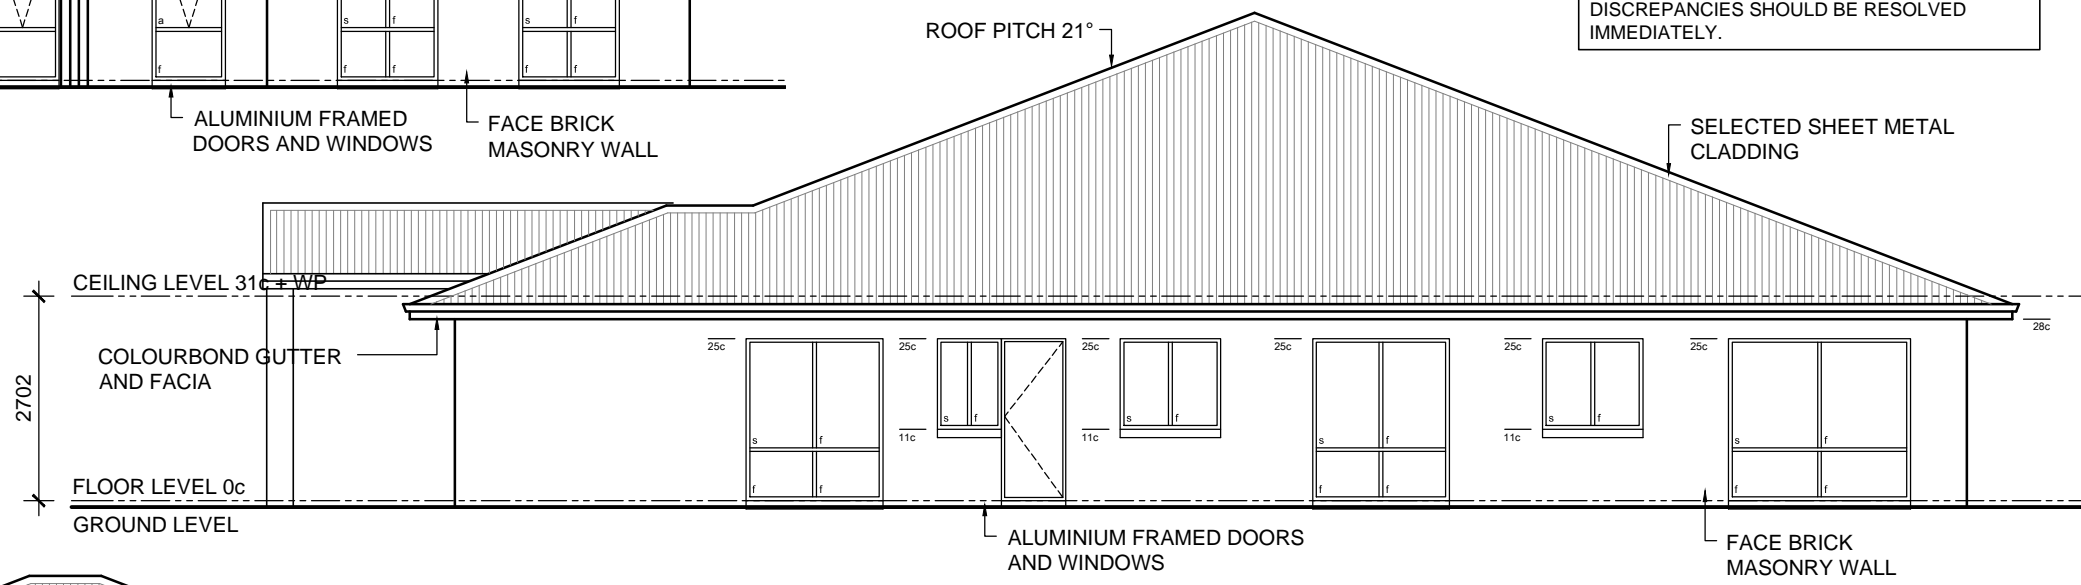 DISCREPANCIES SHOULD BE RESOLVED
IMMEDIATELY.
a
s f
s f
f
f f
f f
ROOF PITCH 21°
ALUMINIUM FRAMED
DOORS AND WINDOWS
FACE BRICK
MASONRY WALL
SELECTED SHEET METAL
CLADDING
CEILING LEVEL 31c + WP
28c
COLOURBOND GUTTER
AND FACIA
25c
25c
25c
25c
25c
25c
2702
s f
s f
s f
11c
11c
11c
s f
s f
s f
f f
f f
f f
FLOOR LEVEL 0c
GROUND LEVEL
ALUMINIUM FRAMED DOORS
AND WINDOWS
FACE BRICK
MASONRY WALL